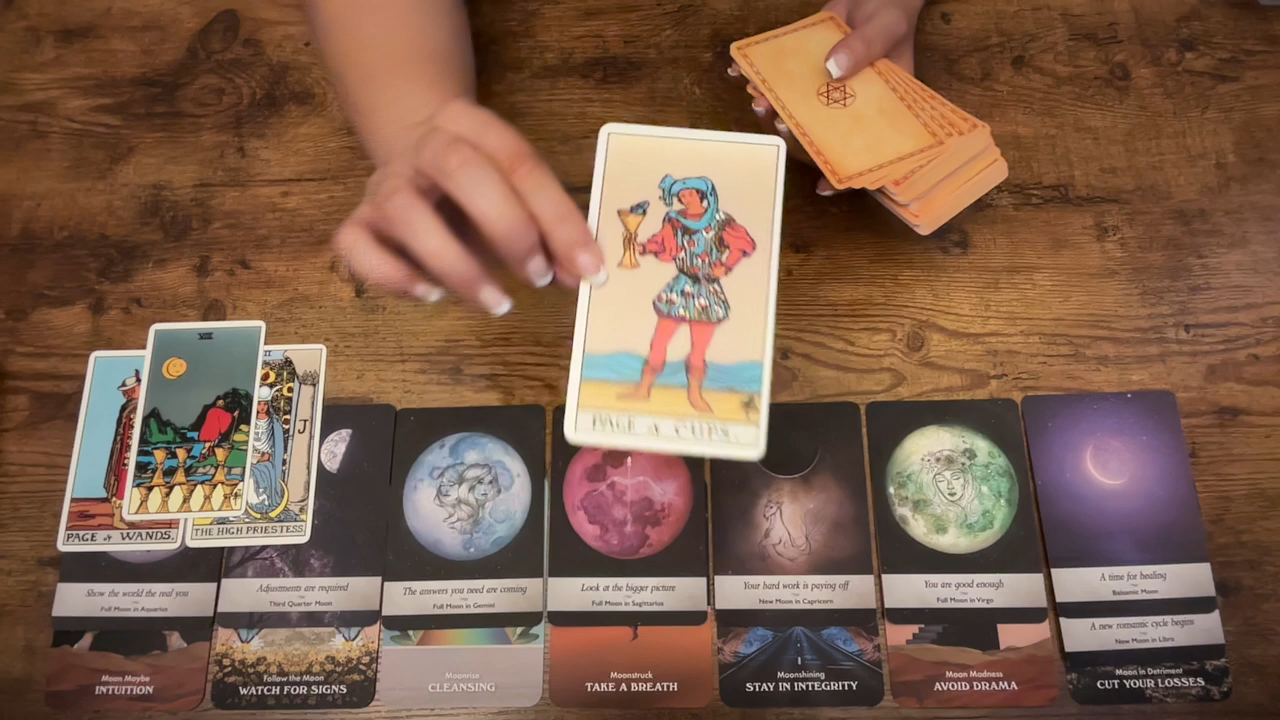 PAGE of CUPS.
VIII
II
J
PAGE of WANDS.
THE HIGH PRIESTESS
Show the world the real you
Full Moon in Aquarius
Adjustments are required
Third Quarter Moon
The answers you need are coming
Full Moon in Gemini
Look at the bigger picture
Full Moon in Sagittarius
Your hard work is paying off
New Moon in Capricorn
You are good enough
Full Moon in Virgo
A time for healing
Balsamic Moon
A new romantic cycle begins
New Moon in Libra
Moon Maybe
INTUITION
Follow the Moon
WATCH FOR SIGNS
Moonrise
CLEANSING
Moonstruck
TAKE A BREATH
Moonshining
STAY IN INTEGRITY
Moon Madness
AVOID DRAMA
Moon in Detriment
CUT YOUR LOSSES